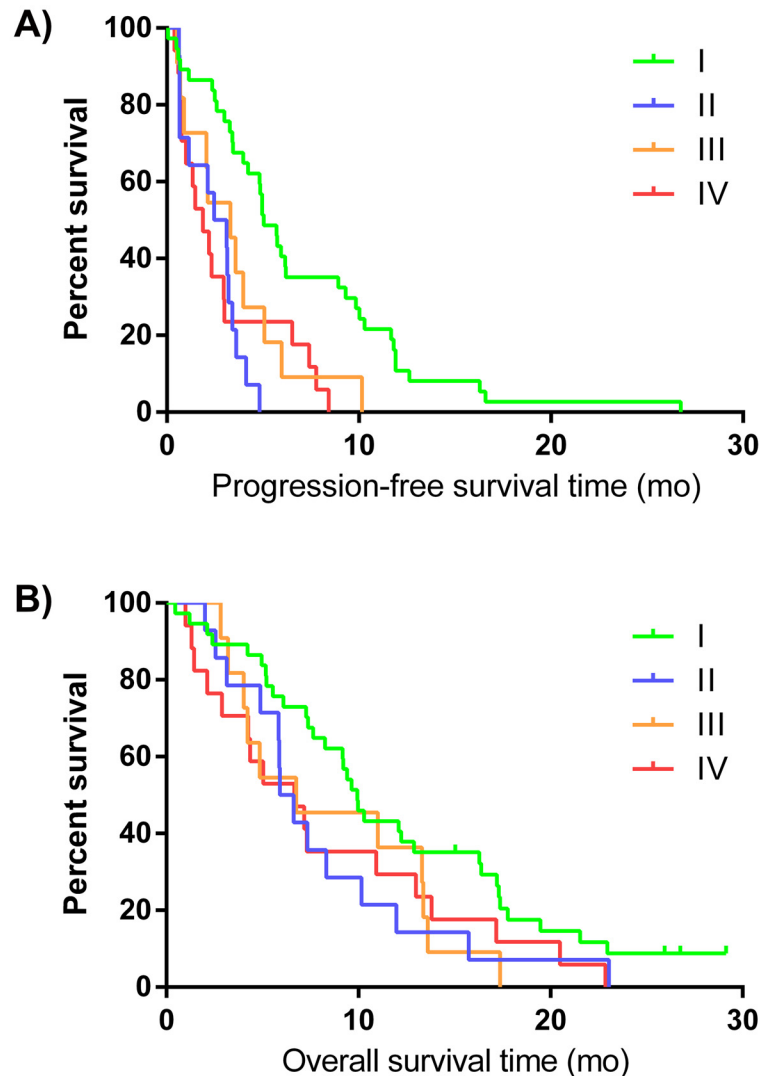 A)
Percent survival
100
80
60
40
20
0
0 10 20 30
Progression-free survival time (mo)
I
II
III
IV
B)
Percent survival
100
80
60
40
20
0
0 10 20 30
Overall survival time (mo)
I
II
III
IV